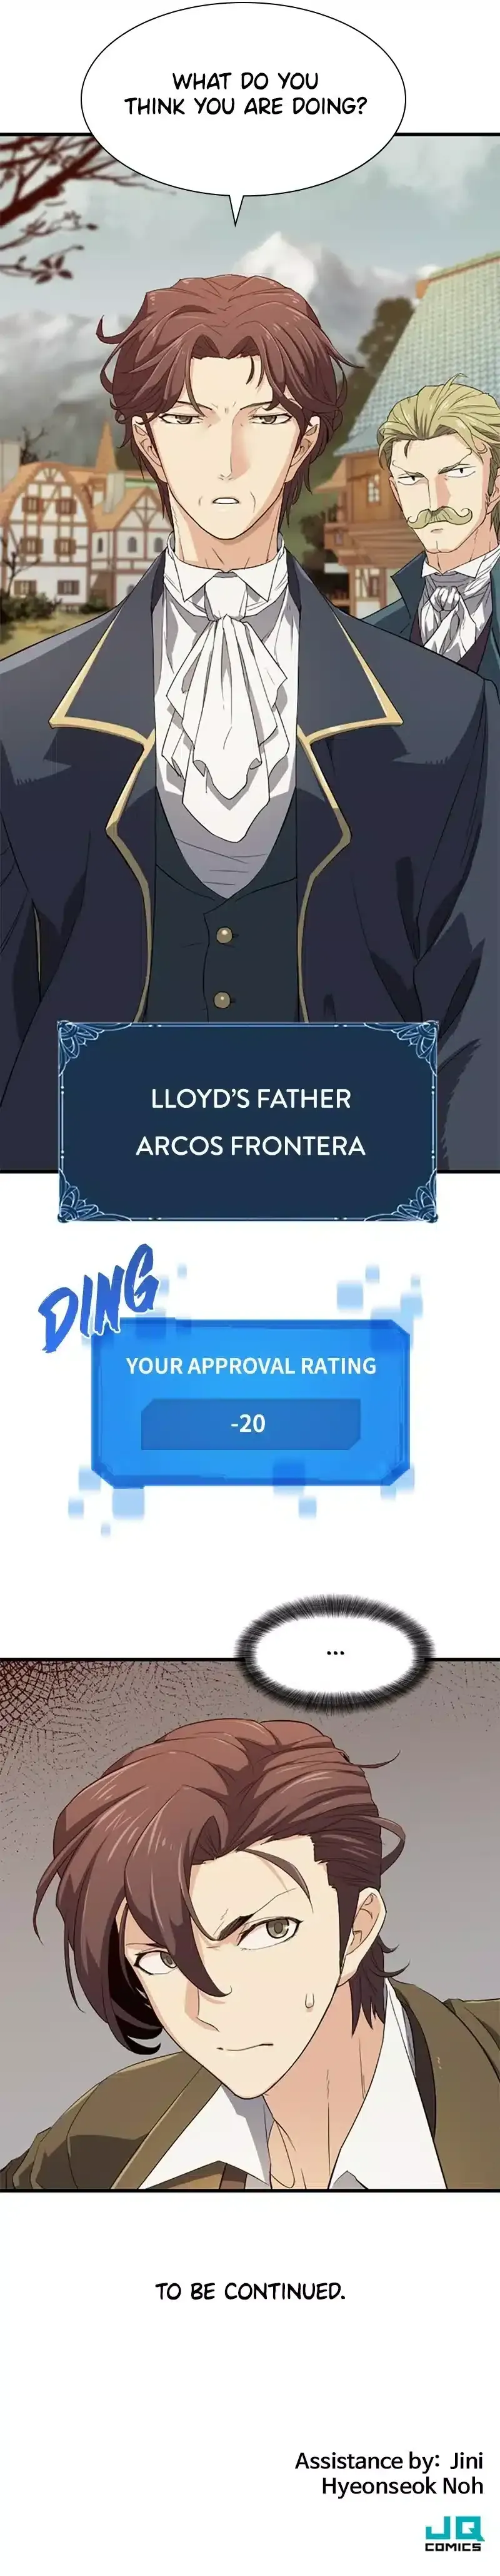 WHAT DO YOU
THINK YOU ARE DOING?
LLOYD'S FATHER
ARCOS FRONTERA
DING
YOUR APPROVAL RATING
-20
...
TO BE CONTINUED.
Assistance by: Jini
Hyeonseok Noh
JQ
COMICS